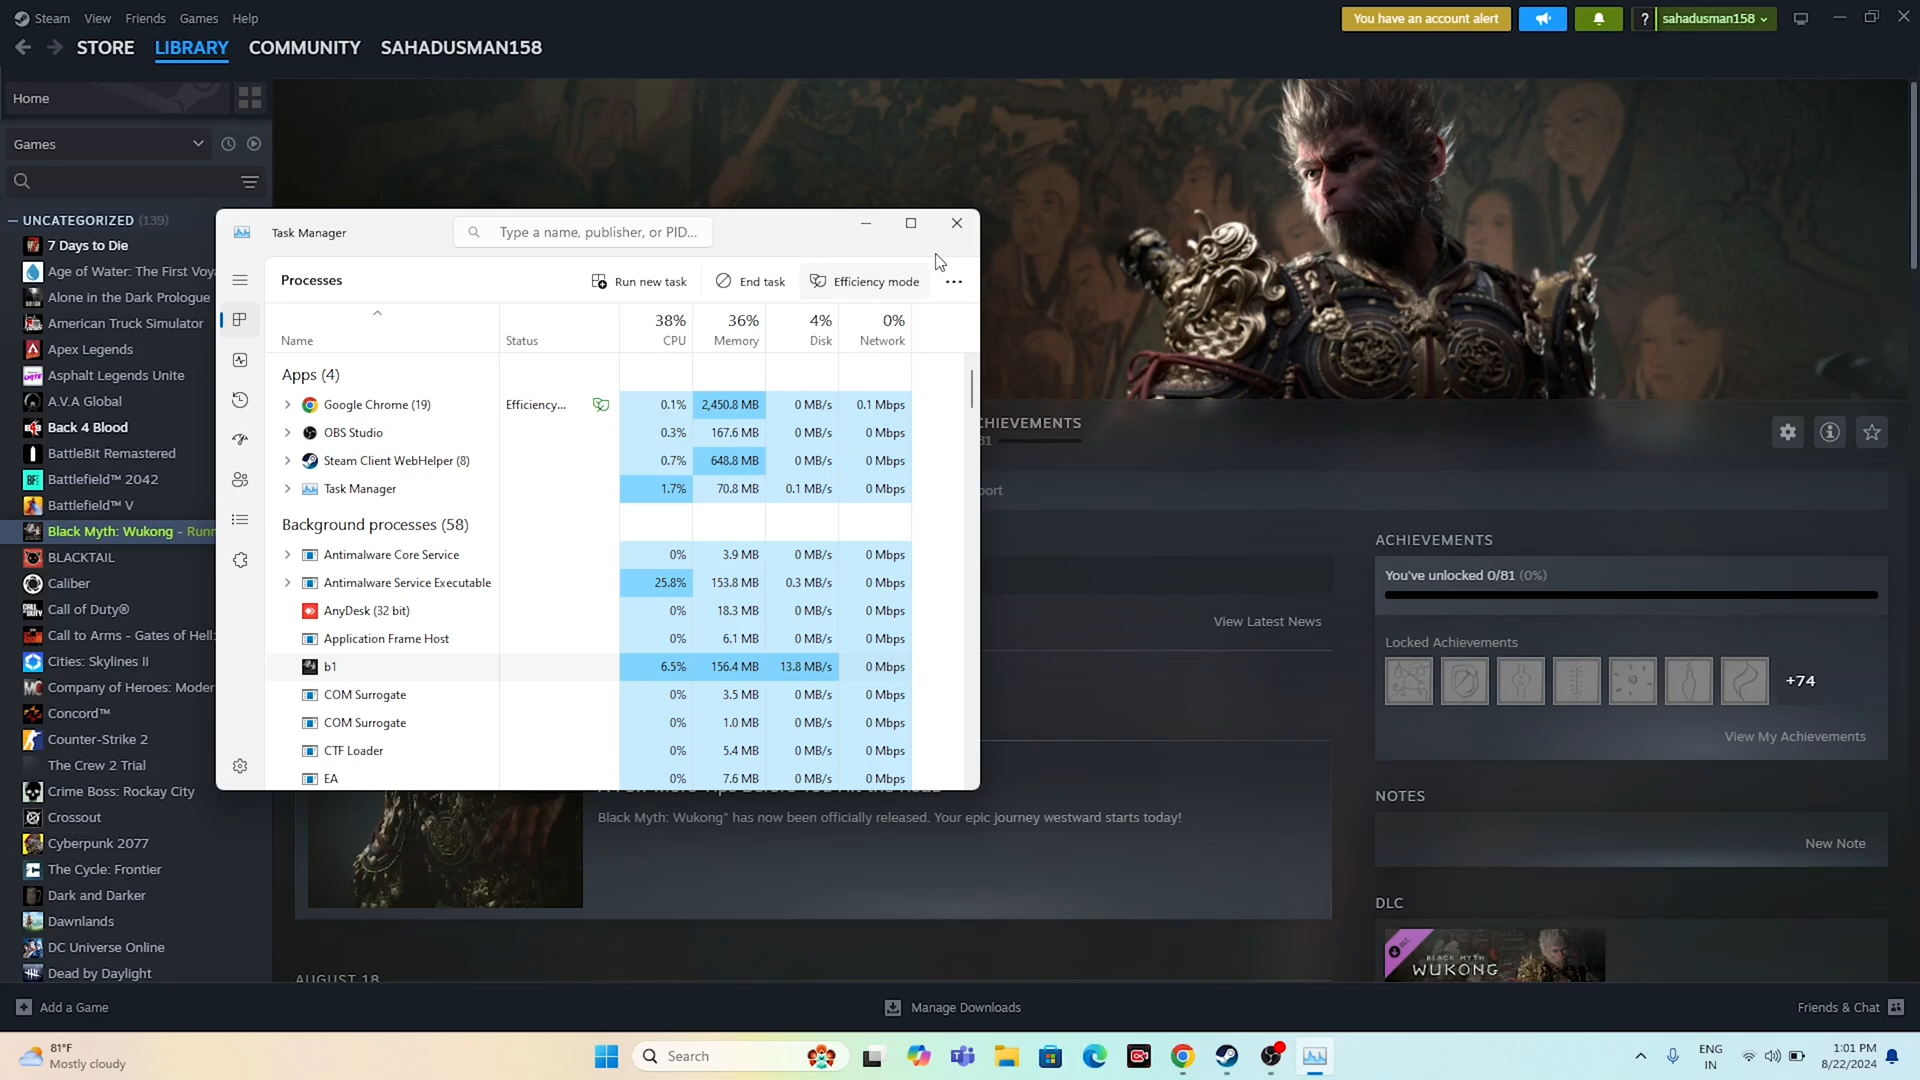 Steam View Friends Games Help
You have an account alert
? sahadusman158
STORE LIBRARY COMMUNITY SAHADUSMAN158
Home
Games
UNCATEGORIZED (139)
7 Days to Die
Age of Water: The First Voya
Alone in the Dark Prologue
American Truck Simulator
Apex Legends
Asphalt Legends Unite
A.V.A Global
Back 4 Blood
BattleBit Remastered
Battlefield™ 2042
Battlefield™ V
Black Myth: Wukong - Runn
BLACKTAIL
Caliber
Call of Duty®
Call to Arms - Gates of Hell:
Cities: Skylines II
Company of Heroes: Moder
Concord™
Counter-Strike 2
The Crew 2 Trial
Crime Boss: Rockay City
Crossout
Cyberpunk 2077
The Cycle: Frontier
Dark and Darker
Dawnlands
DC Universe Online
Dead by Daylight
Task Manager
Type a name, publisher, or PID...
Processes
Run new task
End task
Efficiency mode
38% 36% 4% 0%
Name Status CPU Memory Disk Network
Apps (4)
Google Chrome (19) Efficiency... 0.1% 2,450.8 MB 0 MB/s 0.1 Mbps
OBS Studio 0.3% 167.6 MB 0 MB/s 0 Mbps
Steam Client WebHelper (8) 0.7% 648.8 MB 0 MB/s 0 Mbps
Task Manager 1.7% 70.8 MB 0.1 MB/s 0 Mbps
Background processes (58)
Antimalware Core Service 0% 3.9 MB 0 MB/s 0 Mbps
Antimalware Service Executable 25.8% 153.8 MB 0.3 MB/s 0 Mbps
AnyDesk (32 bit) 0% 18.3 MB 0 MB/s 0 Mbps
Application Frame Host 0% 6.1 MB 0 MB/s 0 Mbps
b1 6.5% 156.4 MB 13.8 MB/s 0 Mbps
COM Surrogate 0% 3.5 MB 0 MB/s 0 Mbps
COM Surrogate 0% 1.0 MB 0 MB/s 0 Mbps
CTF Loader 0% 5.4 MB 0 MB/s 0 Mbps
EA 0% 7.6 MB 0 MB/s 0 Mbps
CHIEVEMENTS
31
port
View Latest News
Black Myth: Wukong" has now been officially released. Your epic journey westward starts today!
AUGUST 18
ACHIEVEMENTS
You've unlocked 0/81 (0%)
Locked Achievements
+74
View My Achievements
NOTES
New Note
DLC
DLC
BLACK MYTH
WUKONG
Add a Game
Manage Downloads
Friends & Chat
81°F
Mostly cloudy
Search
ENG
IN
1:01 PM
8/22/2024